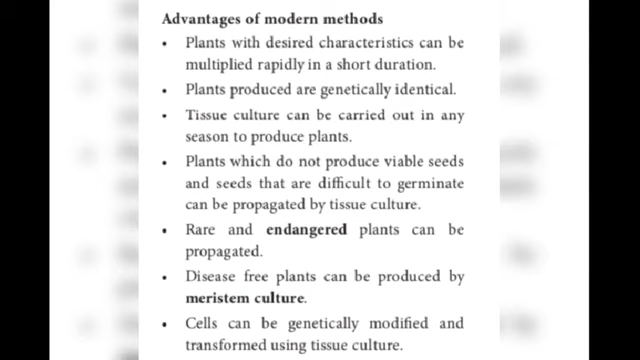 Advantages of modern methods
• Plants with desired characteristics can be
multiplied rapidly in a short duration.
• Plants produced are genetically identical.
• Tissue culture can be carried out in any
season to produce plants.
• Plants which do not produce viable seeds
and seeds that are difficult to germinate
can be propagated by tissue culture.
• Rare and endangered plants can be
propagated.
• Disease free plants can be produced by
meristem culture.
• Cells can be genetically modified and
transformed using tissue culture.